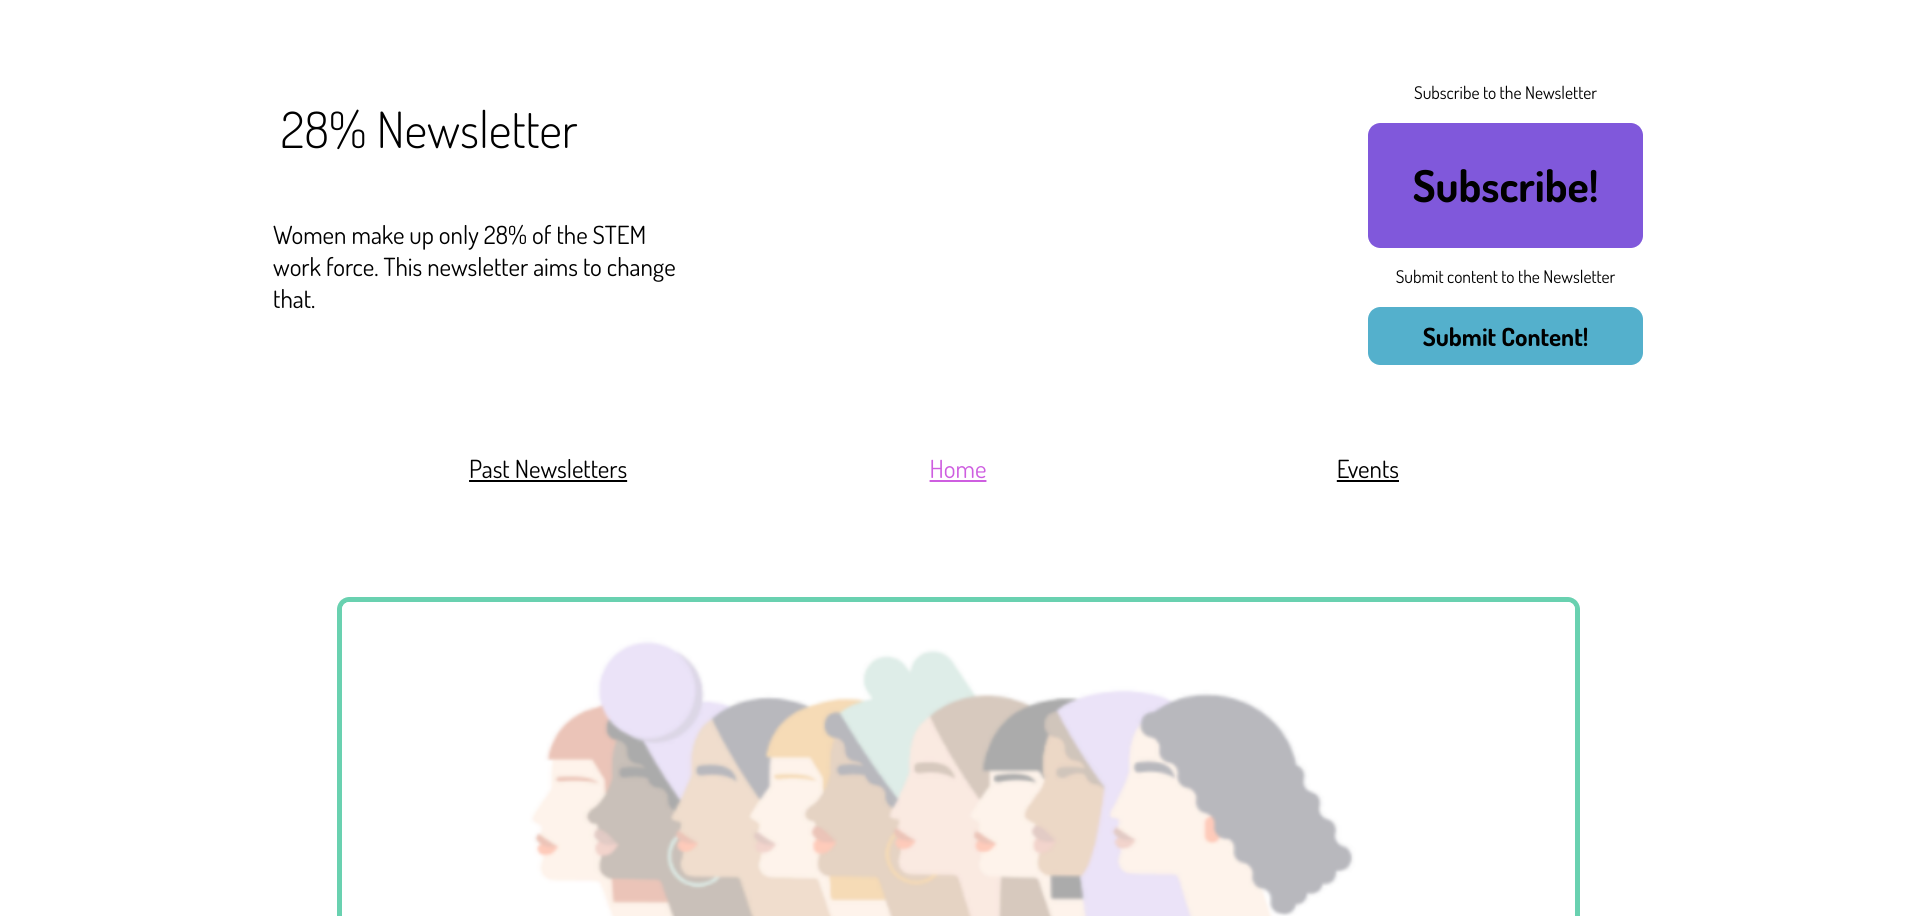 28% Newsletter
Women make up only 28% of the STEM
work force. This newsletter aims to change
that.
Subscribe to the Newsletter
Subscribe!
Submit content to the Newsletter
Submit Content!
Past Newsletters
Home
Events